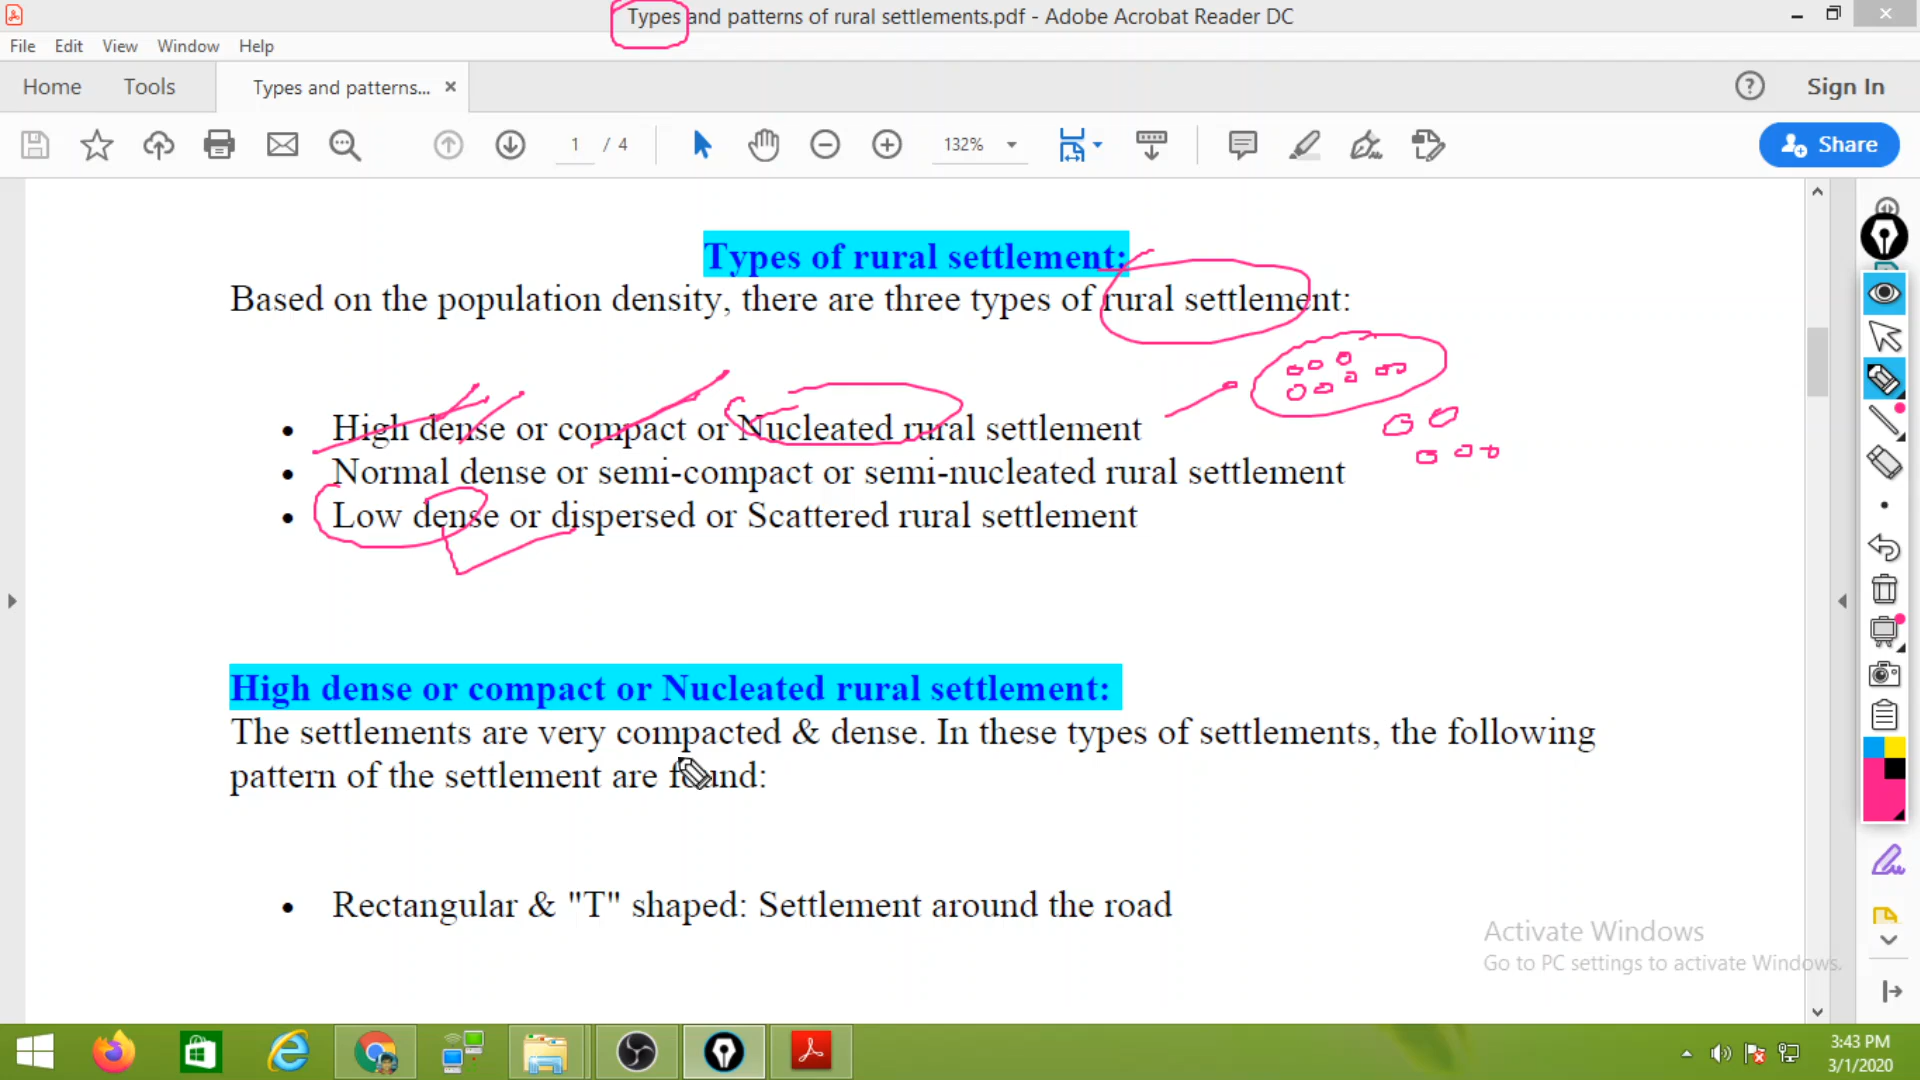 Types and patterns of rural settlements.pdf - Adobe Acrobat Reader DC
File Edit View Window Help
Home Tools Types and patterns... × Sign In
1 / 4 132% Share
Types of rural settlement:
Based on the population density, there are three types of rural settlement:
• High dense or compact or Nucleated rural settlement
• Normal dense or semi-compact or semi-nucleated rural settlement
• Low dense or dispersed or Scattered rural settlement
High dense or compact or Nucleated rural settlement:
The settlements are very compacted & dense. In these types of settlements, the following
pattern of the settlement are found:
• Rectangular & "T" shaped: Settlement around the road
Activate Windows
Go to PC settings to activate Windows.
3:43 PM
3/1/2020